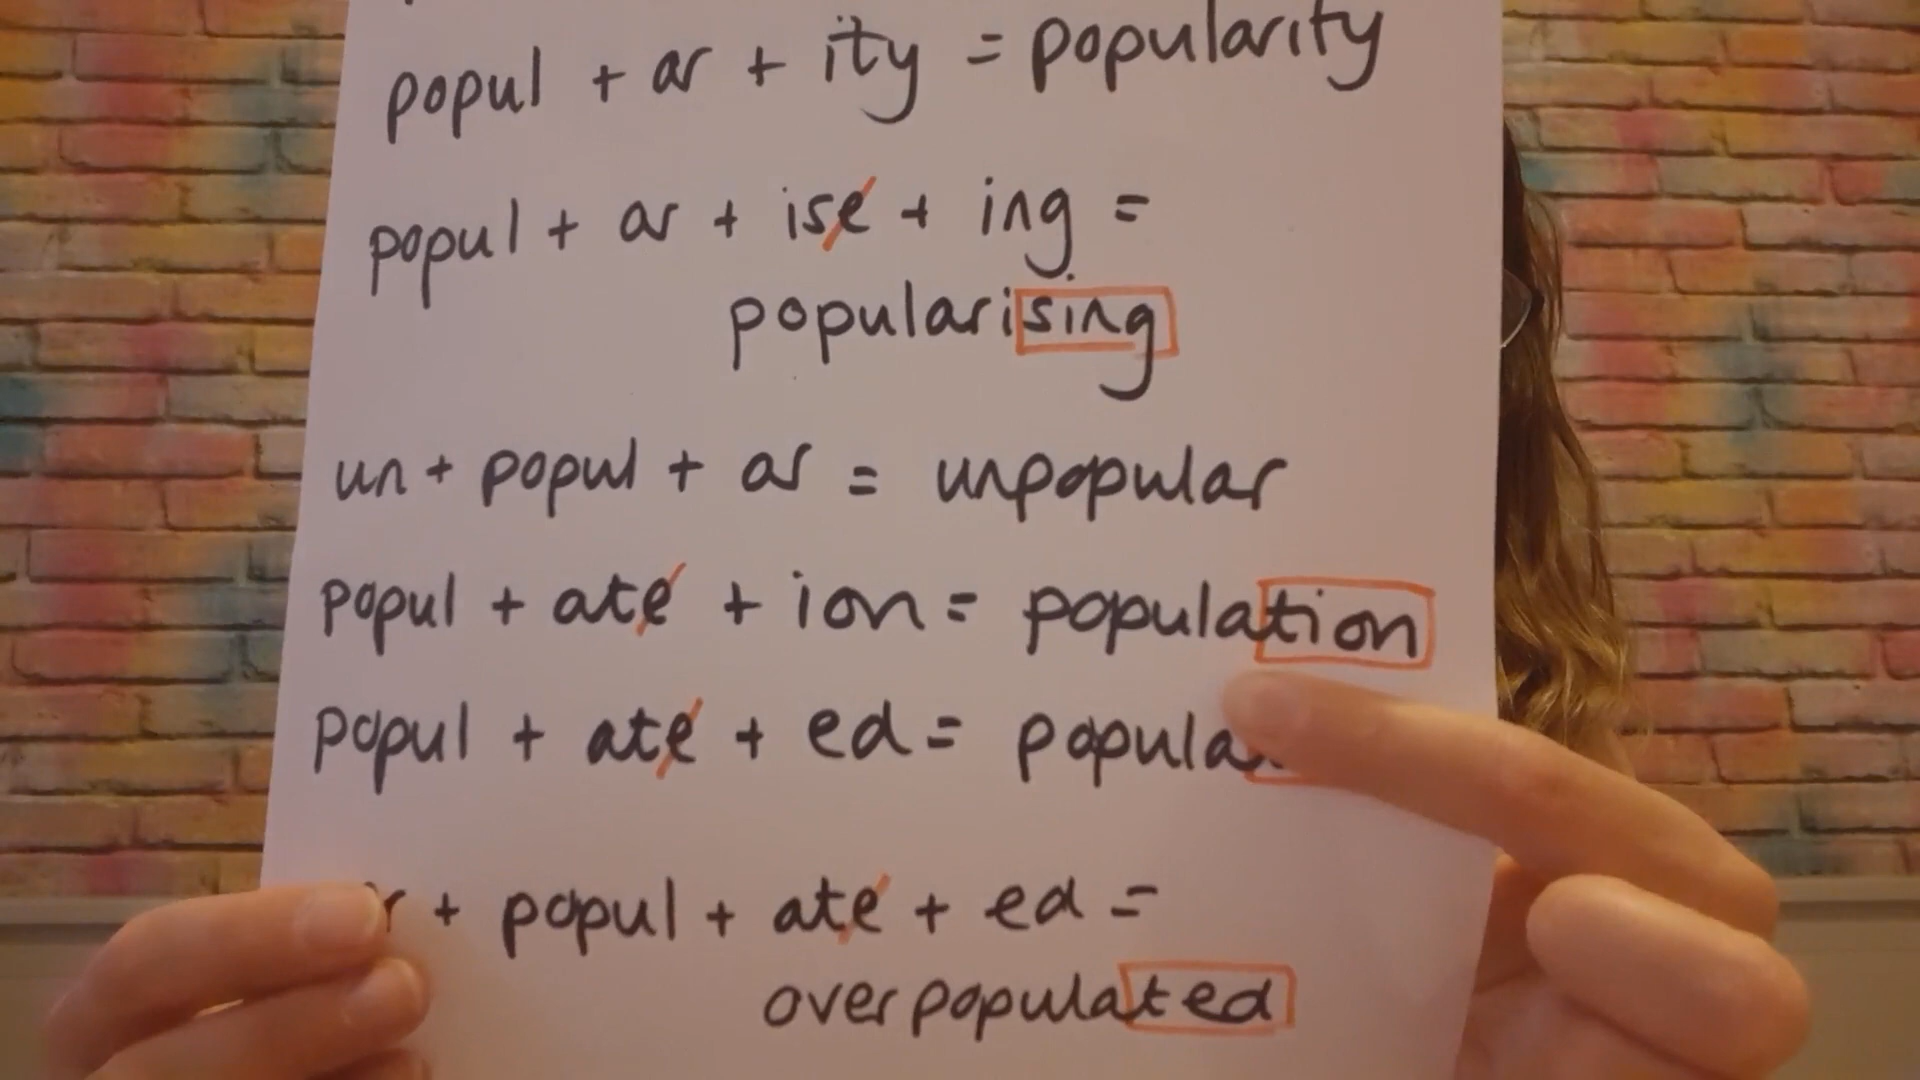 popul + ar + ity = popularity
popul + ar + ise + ing =
popularising
un + popul + ar = unpopular
popul + ate + ion = population
popul + ate + ed =
+ popul + ate + ed =
overpopulated